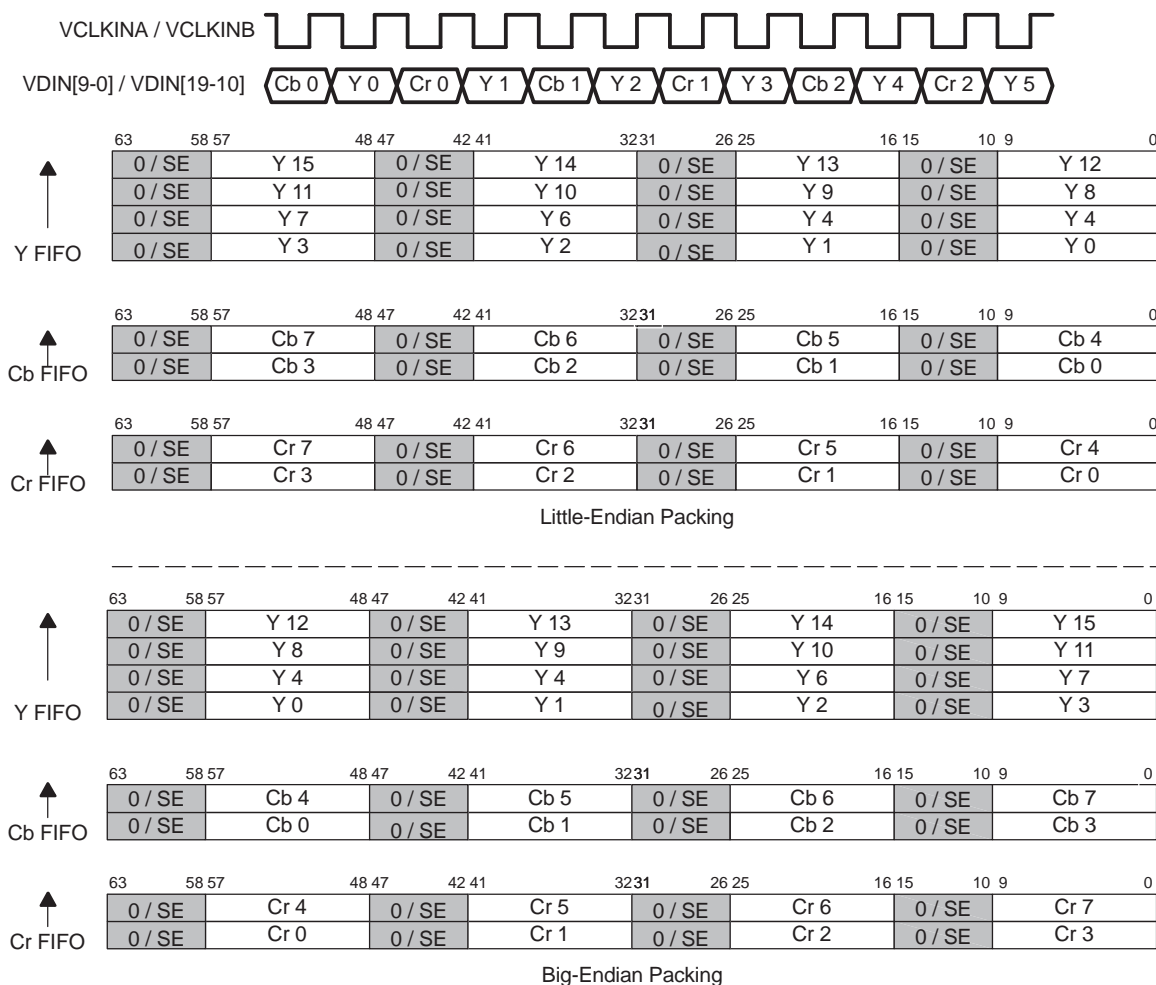 VCLKINA / VCLKINB
VDIN[9-0] / VDIN[19-10] Cb 0 Y 0 Cr 0 Y 1 Cb 1 Y 2 Cr 1 Y 3 Cb 2 Y 4 Cr 2 Y 5
63 58 57 48 47 42 41 32 31 26 25 16 15 10 9 0
0 / SE Y 15 0 / SE Y 14 0 / SE Y 13 0 / SE Y 12
0 / SE Y 11 0 / SE Y 10 0 / SE Y 9 0 / SE Y 8
0 / SE Y 7 0 / SE Y 6 0 / SE Y 4 0 / SE Y 4
Y FIFO 0 / SE Y 3 0 / SE Y 2 0 / SE Y 1 0 / SE Y 0
63 58 57 48 47 42 41 32 31 26 25 16 15 10 9 0
0 / SE Cb 7 0 / SE Cb 6 0 / SE Cb 5 0 / SE Cb 4
Cb FIFO 0 / SE Cb 3 0 / SE Cb 2 0 / SE Cb 1 0 / SE Cb 0
63 58 57 48 47 42 41 32 31 26 25 16 15 10 9 0
0 / SE Cr 7 0 / SE Cr 6 0 / SE Cr 5 0 / SE Cr 4
Cr FIFO 0 / SE Cr 3 0 / SE Cr 2 0 / SE Cr 1 0 / SE Cr 0
Little-Endian Packing
63 58 57 48 47 42 41 32 31 26 25 16 15 10 9 0
0 / SE Y 12 0 / SE Y 13 0 / SE Y 14 0 / SE Y 15
0 / SE Y 8 0 / SE Y 9 0 / SE Y 10 0 / SE Y 11
0 / SE Y 4 0 / SE Y 4 0 / SE Y 6 0 / SE Y 7
Y FIFO 0 / SE Y 0 0 / SE Y 1 0 / SE Y 2 0 / SE Y 3
63 58 57 48 47 42 41 32 31 26 25 16 15 10 9 0
0 / SE Cb 4 0 / SE Cb 5 0 / SE Cb 6 0 / SE Cb 7
Cb FIFO 0 / SE Cb 0 0 / SE Cb 1 0 / SE Cb 2 0 / SE Cb 3
63 58 57 48 47 42 41 32 31 26 25 16 15 10 9 0
0 / SE Cr 4 0 / SE Cr 5 0 / SE Cr 6 0 / SE Cr 7
Cr FIFO 0 / SE Cr 0 0 / SE Cr 1 0 / SE Cr 2 0 / SE Cr 3
Big-Endian Packing